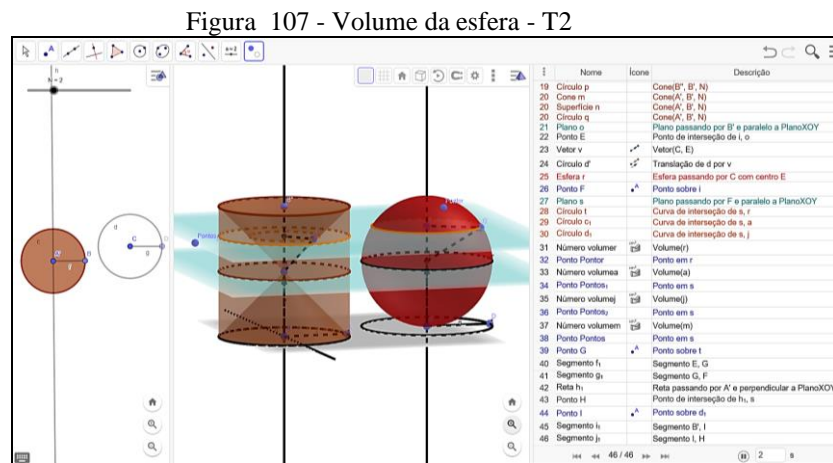 Figura 107 - Volume da esfera - T2
N = 2
Nome Ícone Descrição
19 Círculo p Cone(B", B', N)
20 Cone m Cone(A', B', N)
20 Superfície n Cone(A', B', N)
20 Círculo q Cone(A', B', N)
21 Plano o Plano passando por B' e paralelo a PlanoXOY
22 Ponto E Ponto de interseção de i, o
23 Vetor v Vetor(C, E)
24 Círculo d' Translação de d por v
25 Esfera r Esfera passando por C com centro E
26 Ponto F Ponto sobre i
27 Plano s Plano passando por F e paralelo a PlanoXOY
28 Círculo t Curva de interseção de s, r
29 Círculo c₁ Curva de interseção de s, a
30 Círculo d₁ Curva de interseção de s, j
31 Número volumer Volume(r)
32 Ponto Pontor Ponto em r
33 Número volumea Volume(a)
34 Ponto Pontos₁ Ponto em s
35 Número volumej Volume(j)
36 Ponto Pontos₂ Ponto em s
37 Número volumem Volume(m)
38 Ponto Pontos Ponto em s
39 Ponto G Ponto sobre t
40 Segmento f₁ Segmento E, G
41 Segmento g₁ Segmento G, F
42 Reta h₁ Reta passando por A' e perpendicular a PlanoXOY
43 Ponto H Ponto de interseção de h₁, s
44 Ponto I Ponto sobre d₁
45 Segmento i₁ Segmento B', I
46 Segmento j₁ Segmento I, H
46 / 46 2 s
c A' B f
d C g